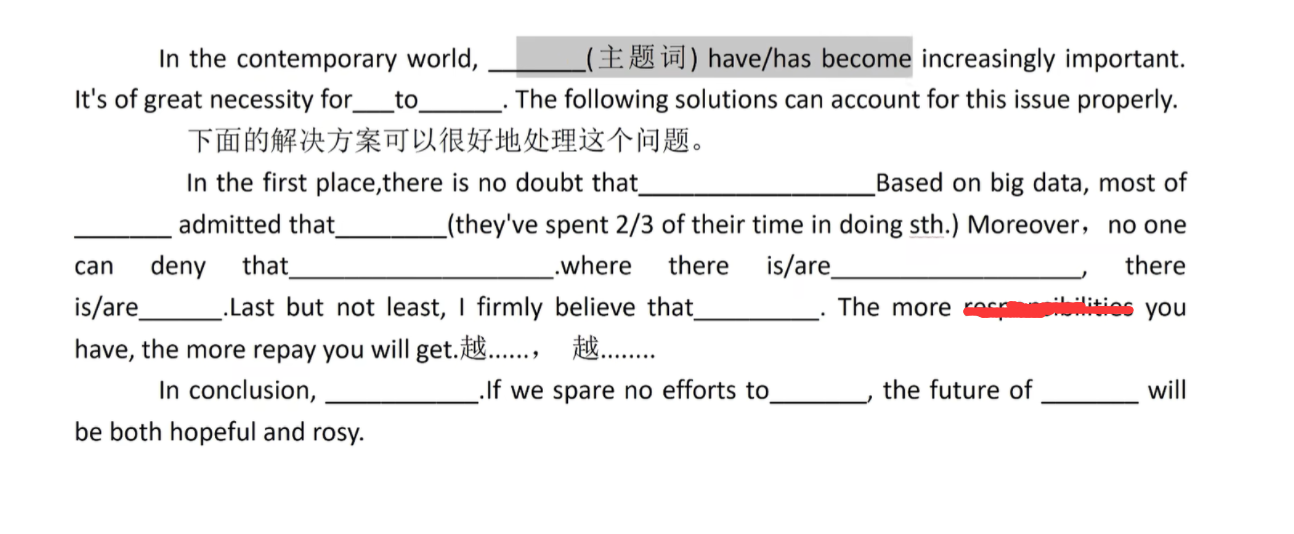 In the contemporary world, _______(主题词) have/has become increasingly important.
It's of great necessity for___to______. The following solutions can account for this issue properly.
下面的解决方案可以很好地处理这个问题。
In the first place,there is no doubt that_________________Based on big data, most of
_______ admitted that________(they've spent 2/3 of their time in doing sth.) Moreover， no one
can deny that___________________.where there is/are__________________, there
is/are______.Last but not least, I firmly believe that_________. The more you
have, the more repay you will get.越......， 越........
In conclusion, ___________.If we spare no efforts to_______, the future of _______ will
be both hopeful and rosy.